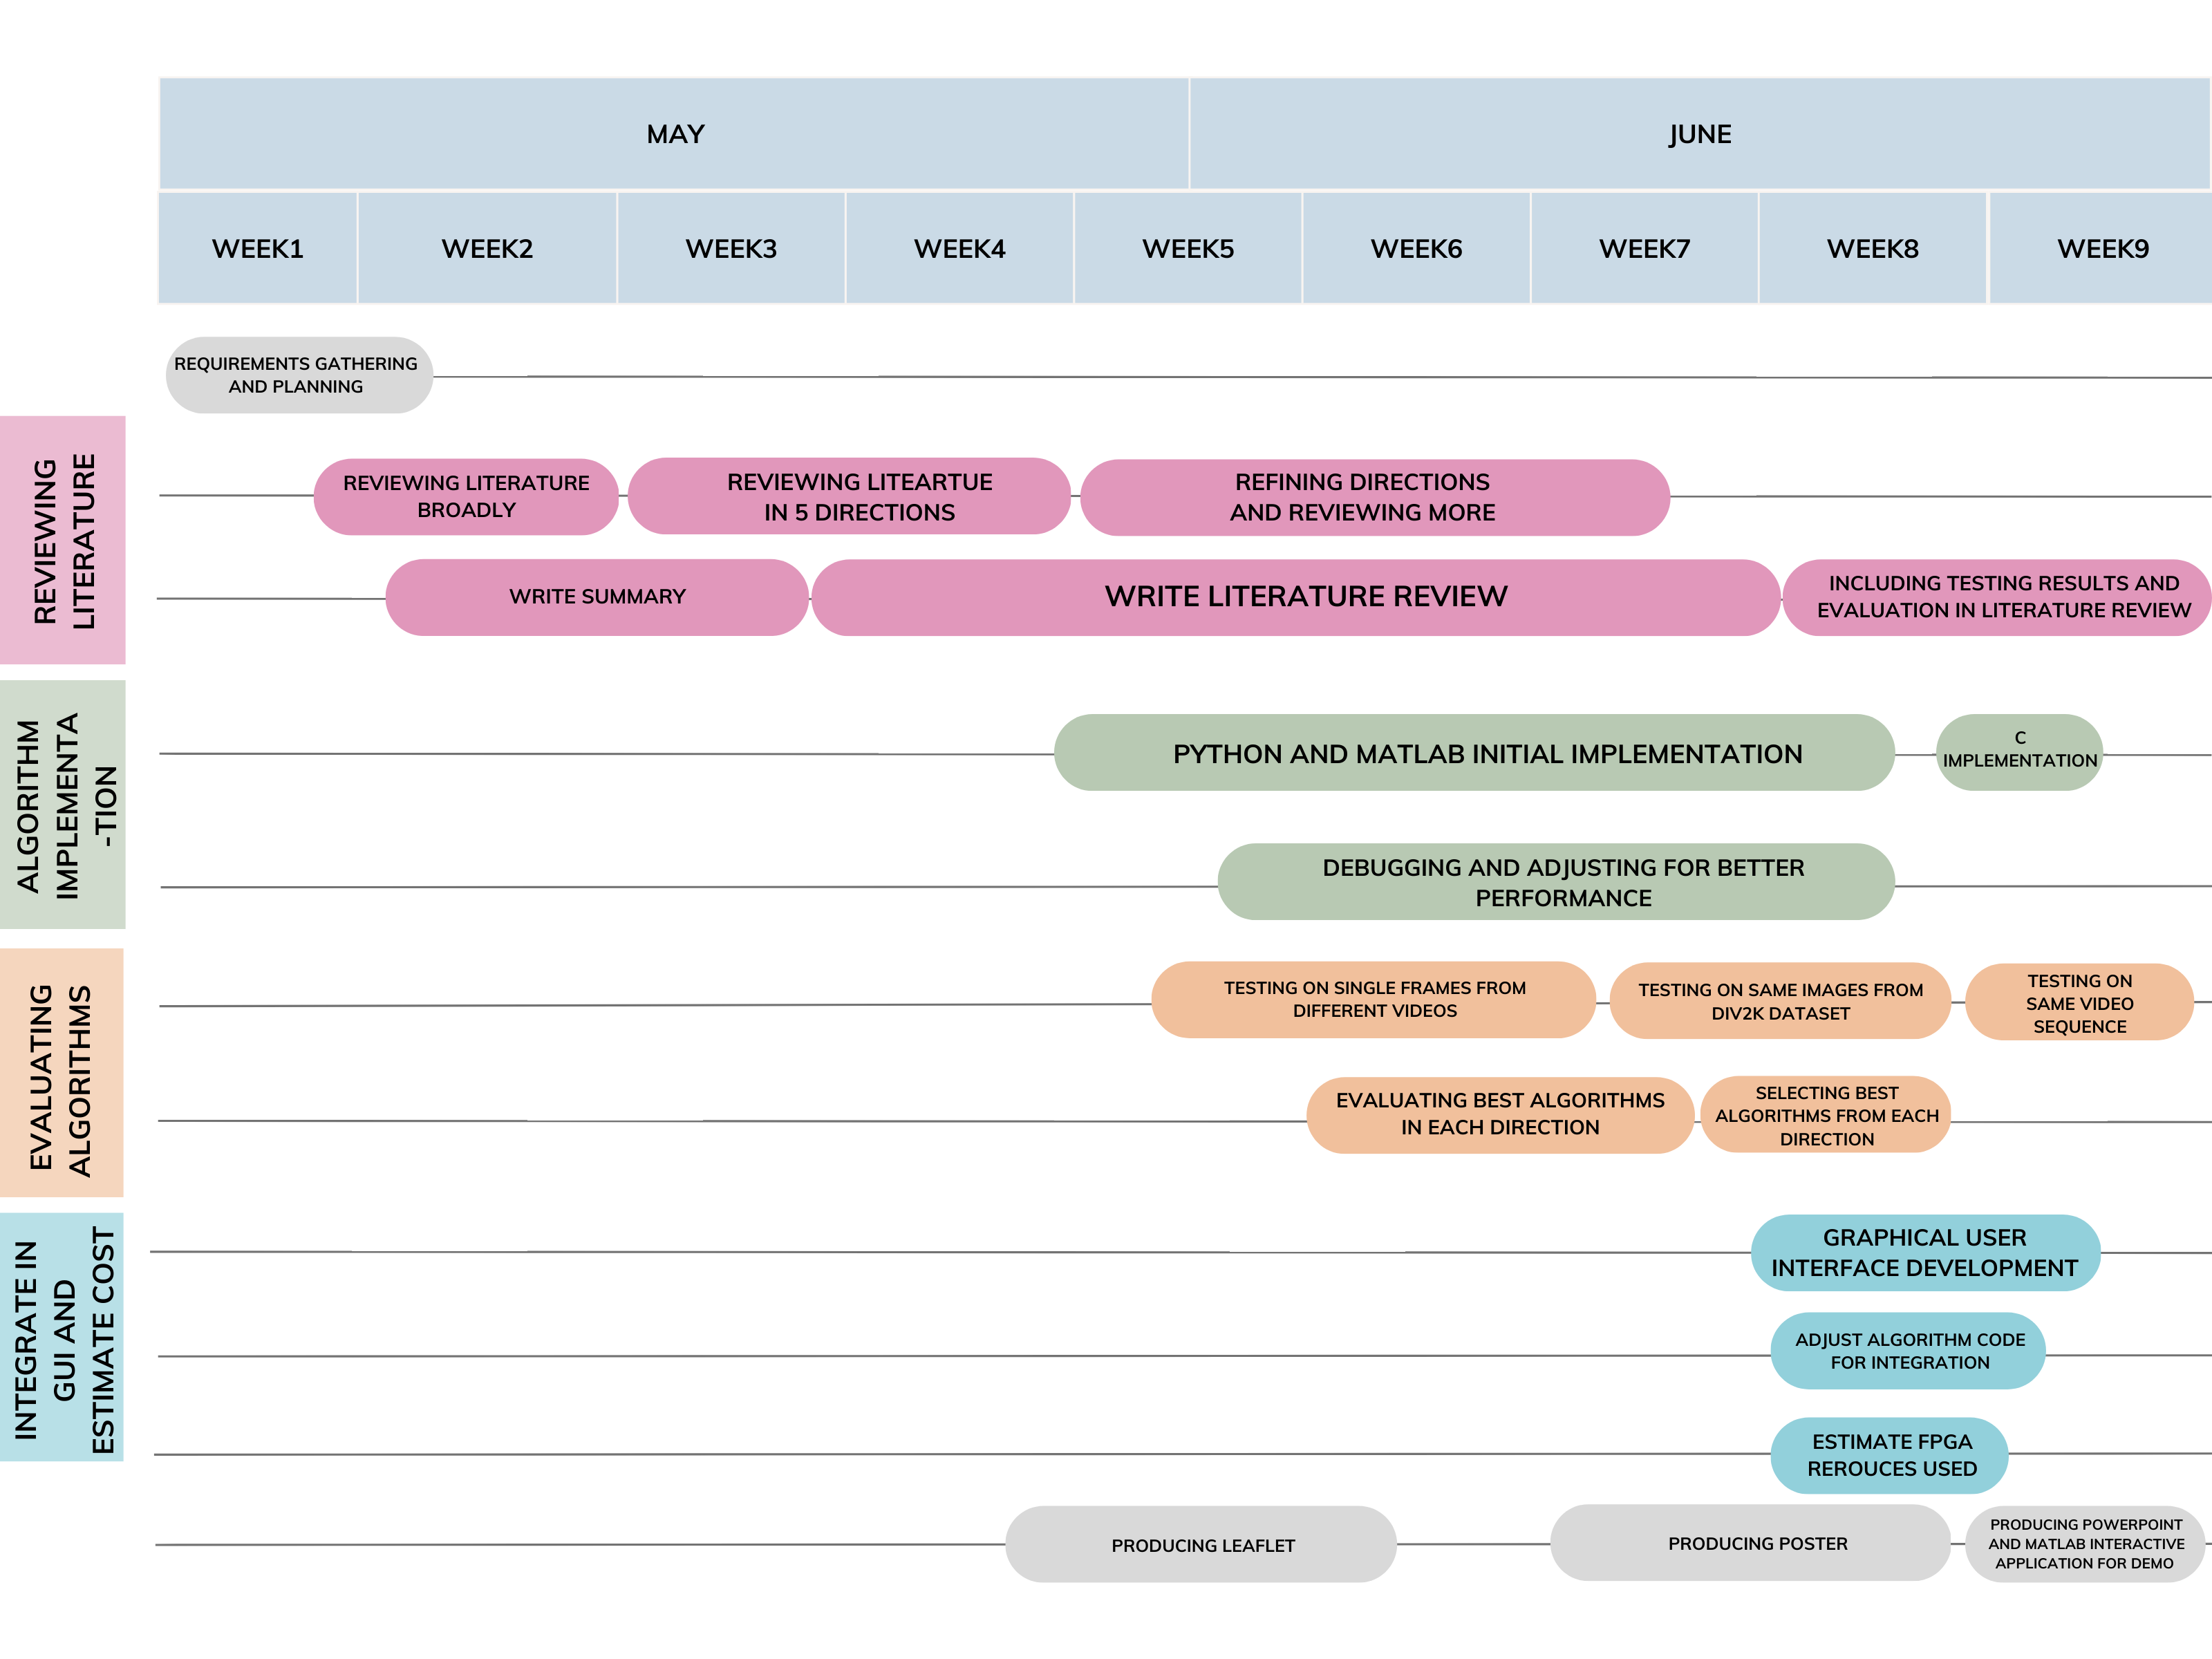 MAY
JUNE
WEEK1
WEEK2
WEEK3
WEEK4
WEEK5
WEEK6
WEEK7
WEEK8
WEEK9
REQUIREMENTS GATHERING
AND PLANNING
REVIEWING
LITERATURE
REVIEWING LITERATURE
BROADLY
REVIEWING LITEARTUE
IN 5 DIRECTIONS
REFINING DIRECTIONS
AND REVIEWING MORE
WRITE SUMMARY
WRITE LITERATURE REVIEW
INCLUDING TESTING RESULTS AND
EVALUATION IN LITERATURE REVIEW
ALGORITHM
IMPLEMENTA
-TION
PYTHON AND MATLAB INITIAL IMPLEMENTATION
C
IMPLEMENTATION
DEBUGGING AND ADJUSTING FOR BETTER
PERFORMANCE
EVALUATING
ALGORITHMS
TESTING ON SINGLE FRAMES FROM
DIFFERENT VIDEOS
TESTING ON SAME IMAGES FROM
DIV2K DATASET
TESTING ON
SAME VIDEO
SEQUENCE
EVALUATING BEST ALGORITHMS
IN EACH DIRECTION
SELECTING BEST
ALGORITHMS FROM EACH
DIRECTION
INTEGRATE IN
GUI AND
ESTIMATE COST
GRAPHICAL USER
INTERFACE DEVELOPMENT
ADJUST ALGORITHM CODE
FOR INTEGRATION
ESTIMATE FPGA
REROUCES USED
PRODUCING LEAFLET
PRODUCING POSTER
PRODUCING POWERPOINT
AND MATLAB INTERACTIVE
APPLICATION FOR DEMO